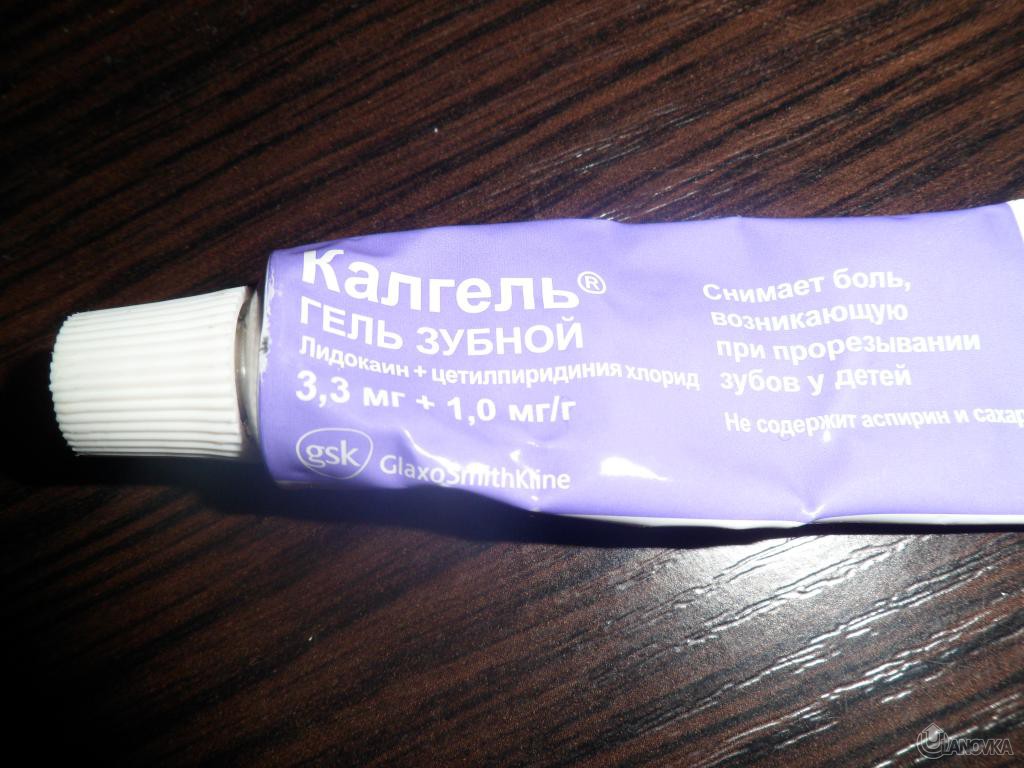 Калгель®
ГЕЛЬ ЗУБНОЙ
Лидокаин + цетилпиридиния хлорид
3,3 мг + 1,0 мг/г
gsk GlaxoSmithKline
Снимает боль,
возникающую
при прорезывании
зубов у детей
Не содержит аспирин и сахар
ULANOVKA